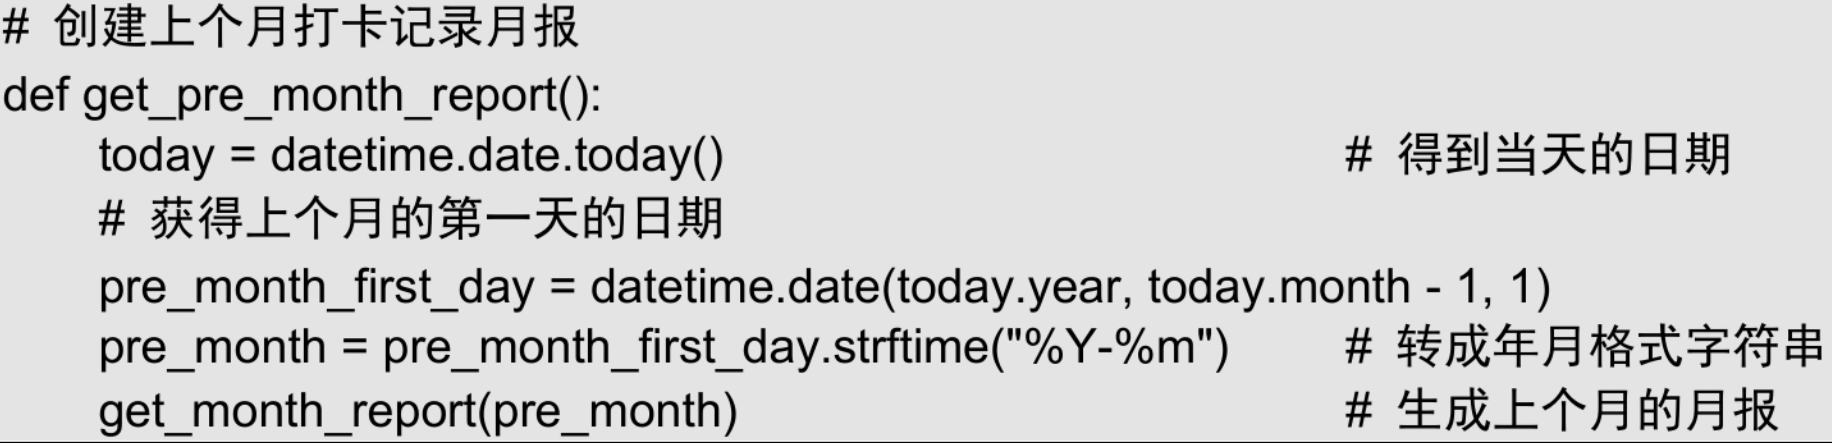 # 创建上个月打卡记录月报
def get_pre_month_report():
    today = datetime.date.today()    # 得到当天的日期
    # 获得上个月的第一天的日期
    pre_month_first_day = datetime.date(today.year, today.month - 1, 1)
    pre_month = pre_month_first_day.strftime("%Y-%m")    # 转成年月格式字符串
    get_month_report(pre_month)    # 生成上个月的月报